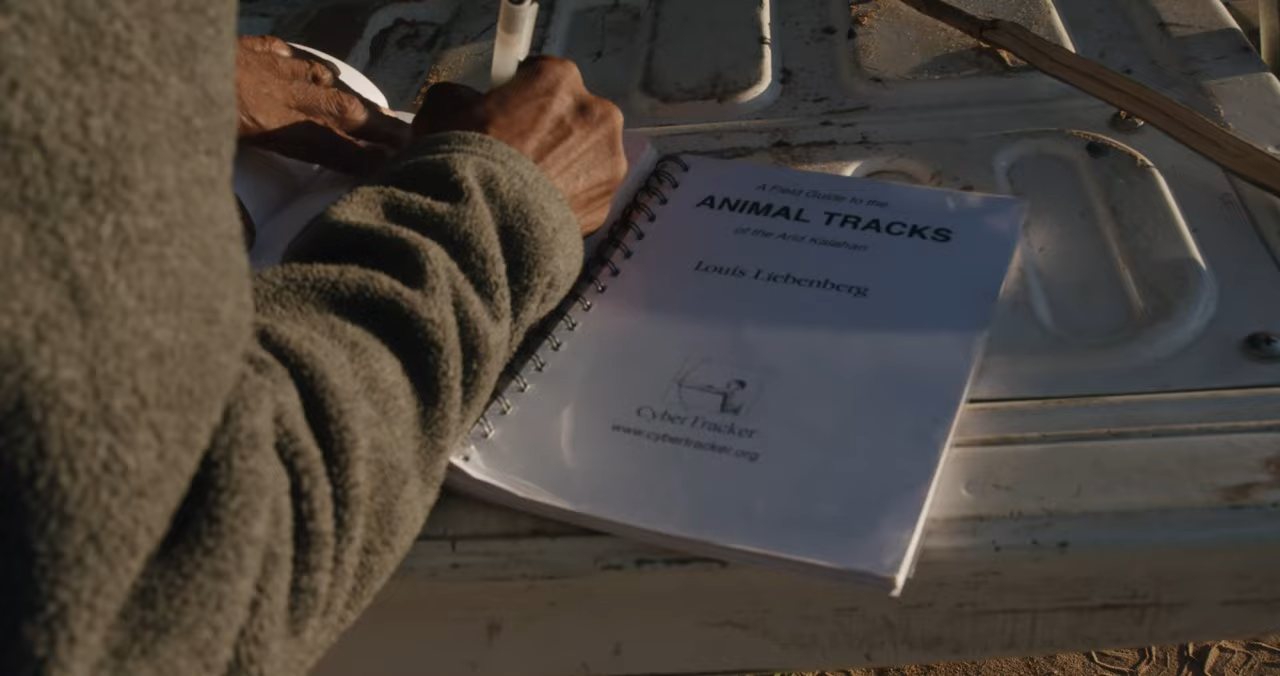 A Field Guide to the
ANIMAL TRACKS
of the Arid Kalahari
Louis Liebenberg
CyberTracker
www.cybertracker.org